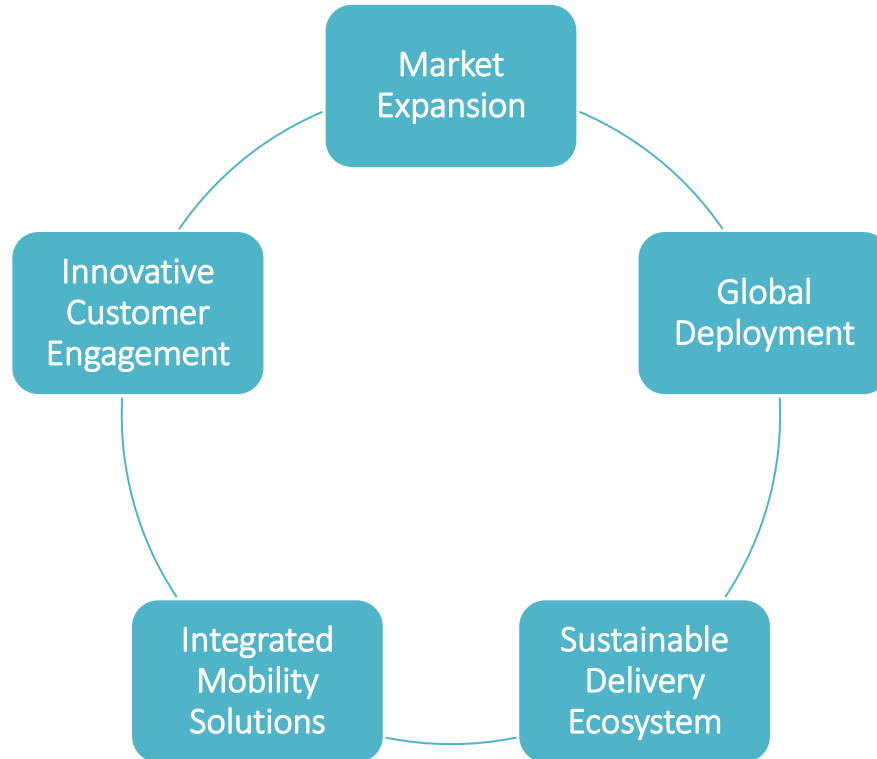 Market
Expansion
Global
Deployment
Sustainable
Delivery
Ecosystem
Integrated
Mobility
Solutions
Innovative
Customer
Engagement